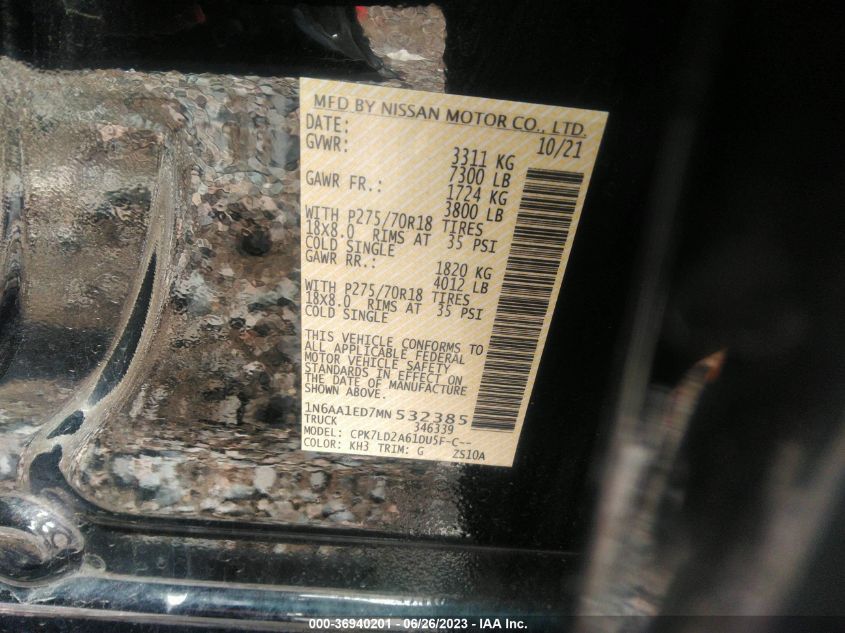 MFD BY NISSAN MOTOR CO., LTD.
DATE: 10/21
GVWR: 3311 KG
7300 LB
GAWR FR.: 1724 KG
3800 LB
WITH P275/70R18 TIRES
18X8.0 RIMS AT 35 PSI
COLD SINGLE
GAWR RR.: 1820 KG
4012 LB
WITH P275/70R18 TIRES
18X8.0 RIMS AT 35 PSI
COLD SINGLE
THIS VEHICLE CONFORMS TO
ALL APPLICABLE FEDERAL
MOTOR VEHICLE SAFETY
STANDARDS IN EFFECT ON
THE DATE OF MANUFACTURE
SHOWN ABOVE.
1N6AA1ED7MN532385
TRUCK 346339
MODEL: CPK7LD2A61DU5F-C--
COLOR: KH3 TRIM: G ZS10A
000-36940201 - 06/26/2023 - IAA Inc.